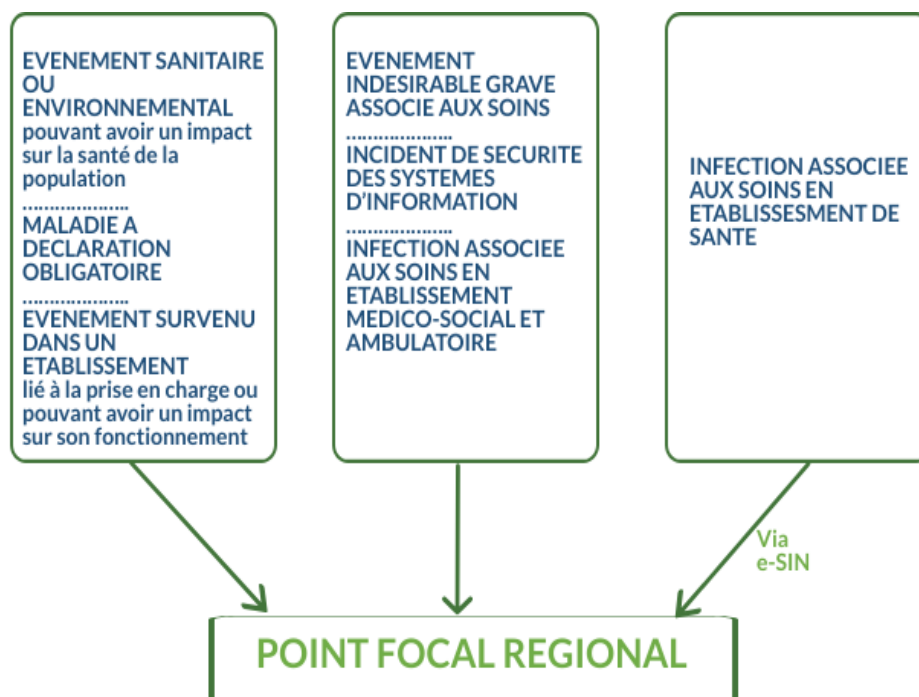 EVENEMENT SANITAIRE
OU
ENVIRONNEMENTAL
pouvant avoir un impact
sur la santé de la
population
......................
MALADIE A
DECLARATION
OBLIGATOIRE
......................
EVENEMENT SURVENU
DANS UN
ETABLISSEMENT
lié à la prise en charge ou
pouvant avoir un impact
sur son fonctionnement
EVENEMENT
INDESIRABLE GRAVE
ASSOCIE AUX SOINS
......................
INCIDENT DE SECURITE
DES SYSTEMES
D'INFORMATION
......................
INFECTION ASSOCIEE
AUX SOINS EN
ETABLISSEMENT
MEDICO-SOCIAL ET
AMBULATOIRE
INFECTION ASSOCIEE
AUX SOINS EN
ETABLISSESMENT DE
SANTE
Via
e-SIN
POINT FOCAL REGIONAL